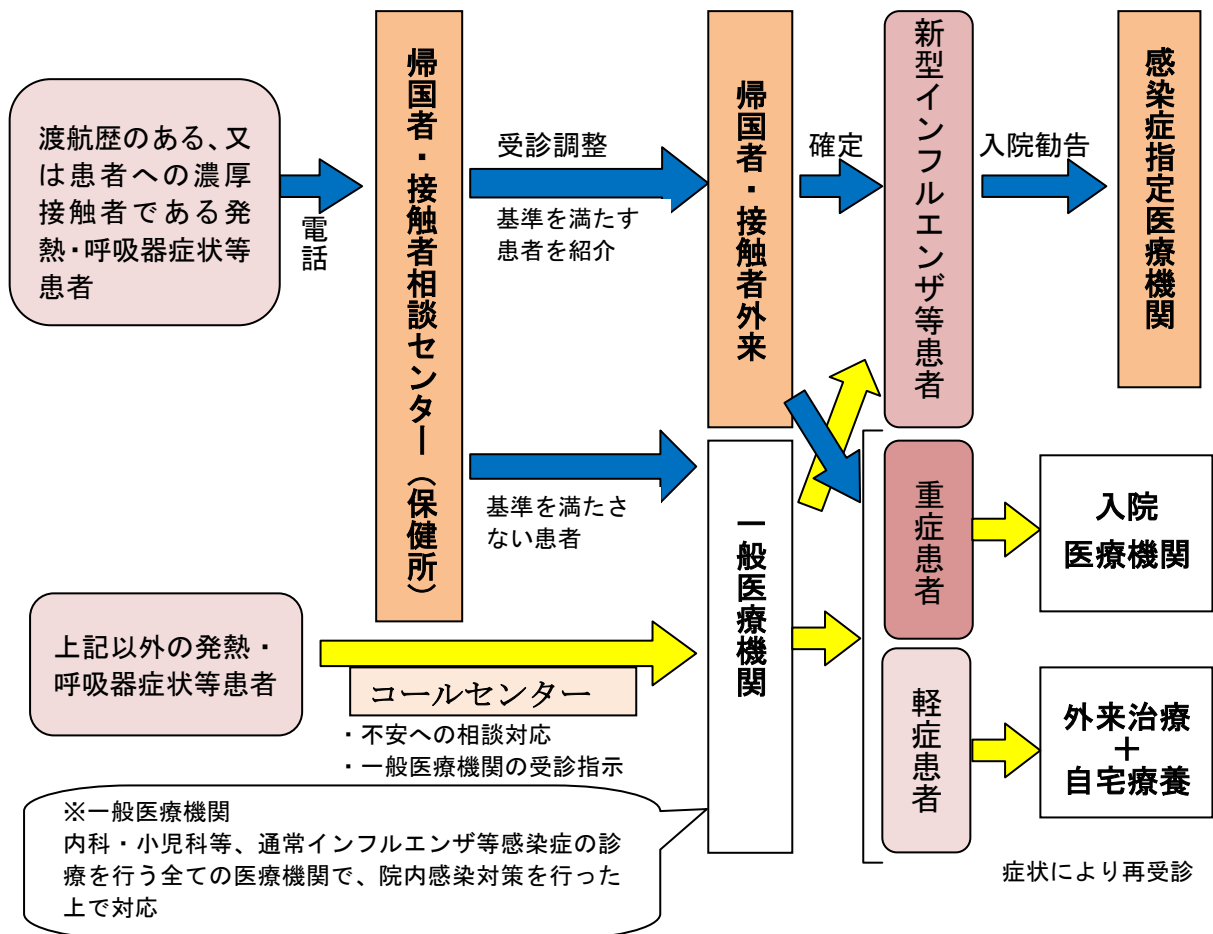 渡航歴のある、又
は患者への濃厚
接触者である発
熱・呼吸器症状等
患者
電話
帰国者・接触者相談センター（保健所）
受診調整
基準を満たす
患者を紹介
帰国者・接触者外来
確定
新型インフルエンザ等患者
入院勧告
感染症指定医療機関
基準を満たさ
ない患者
一般医療機関
重症患者
入院
医療機関
上記以外の発熱・
呼吸器症状等患者
コールセンター
・不安への相談対応
・一般医療機関の受診指示
軽症患者
外来治療
＋
自宅療養
※一般医療機関
内科・小児科等、通常インフルエンザ等感染症の診
療を行う全ての医療機関で、院内感染対策を行った
上で対応
症状により再受診